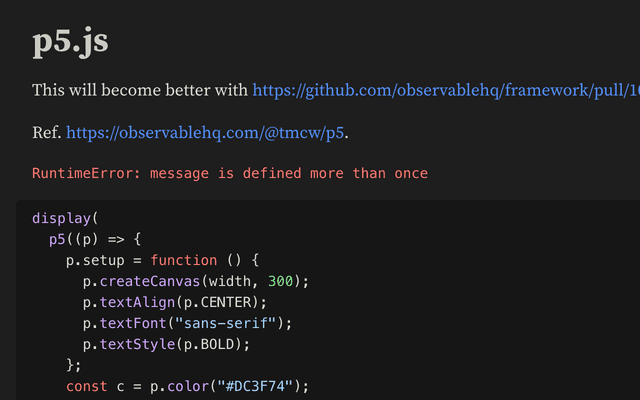 p5.js
This will become better with https://github.com/observablehq/framework/pull/10
Ref. https://observablehq.com/@tmcw/p5.
RuntimeError: message is defined more than once
display(
  p5((p) => {
    p.setup = function () {
      p.createCanvas(width, 300);
      p.textAlign(p.CENTER);
      p.textFont("sans-serif");
      p.textStyle(p.BOLD);
    };
    const c = p.color("#DC3F74");